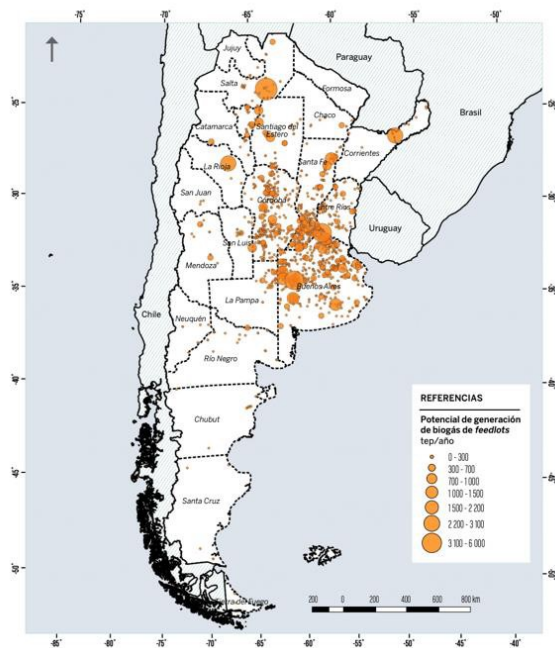 -75° -70° -65° -60° -55° -50°
Jujuy
Paraguay
Salta
Formosa
Brasil
Chaco
Catamarca
Santiago del
Estero
Corrientes
Santa Fe
La Rioja
San Juan
Córdoba
Entre Ríos
San Luis
Uruguay
Mendoza
Buenos Aires
La Pampa
Chile
Neuquén
Río Negro
Chubut
Santa Cruz
Tierra del Fuego
REFERENCIAS
Potencial de generación
de biogás de feedlots
tep/año
0 - 300
300 - 700
700 - 1 000
1 000 - 1 500
1 500 - 2 200
2 200 - 3 100
3 100 - 6 000
200 0 200 400 600 800 km
-85° -80° -75° -70° -65° -60° -55° -50° -45° -40°